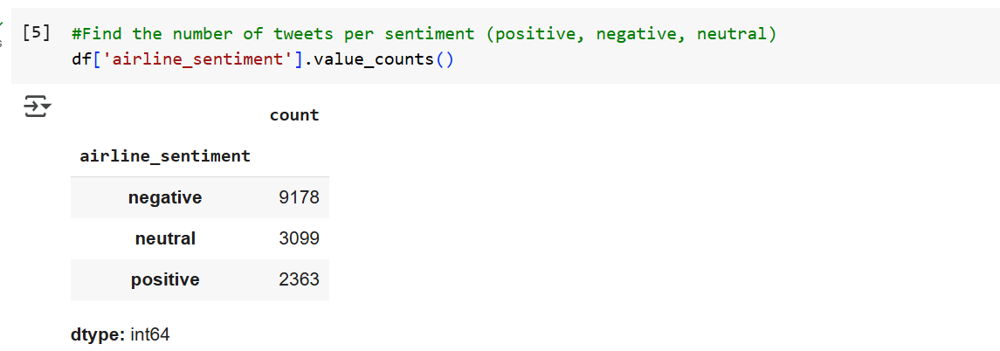 [5] #Find the number of tweets per sentiment (positive, negative, neutral)
df['airline_sentiment'].value_counts()
count
airline_sentiment
negative 9178
neutral 3099
positive 2363
dtype: int64